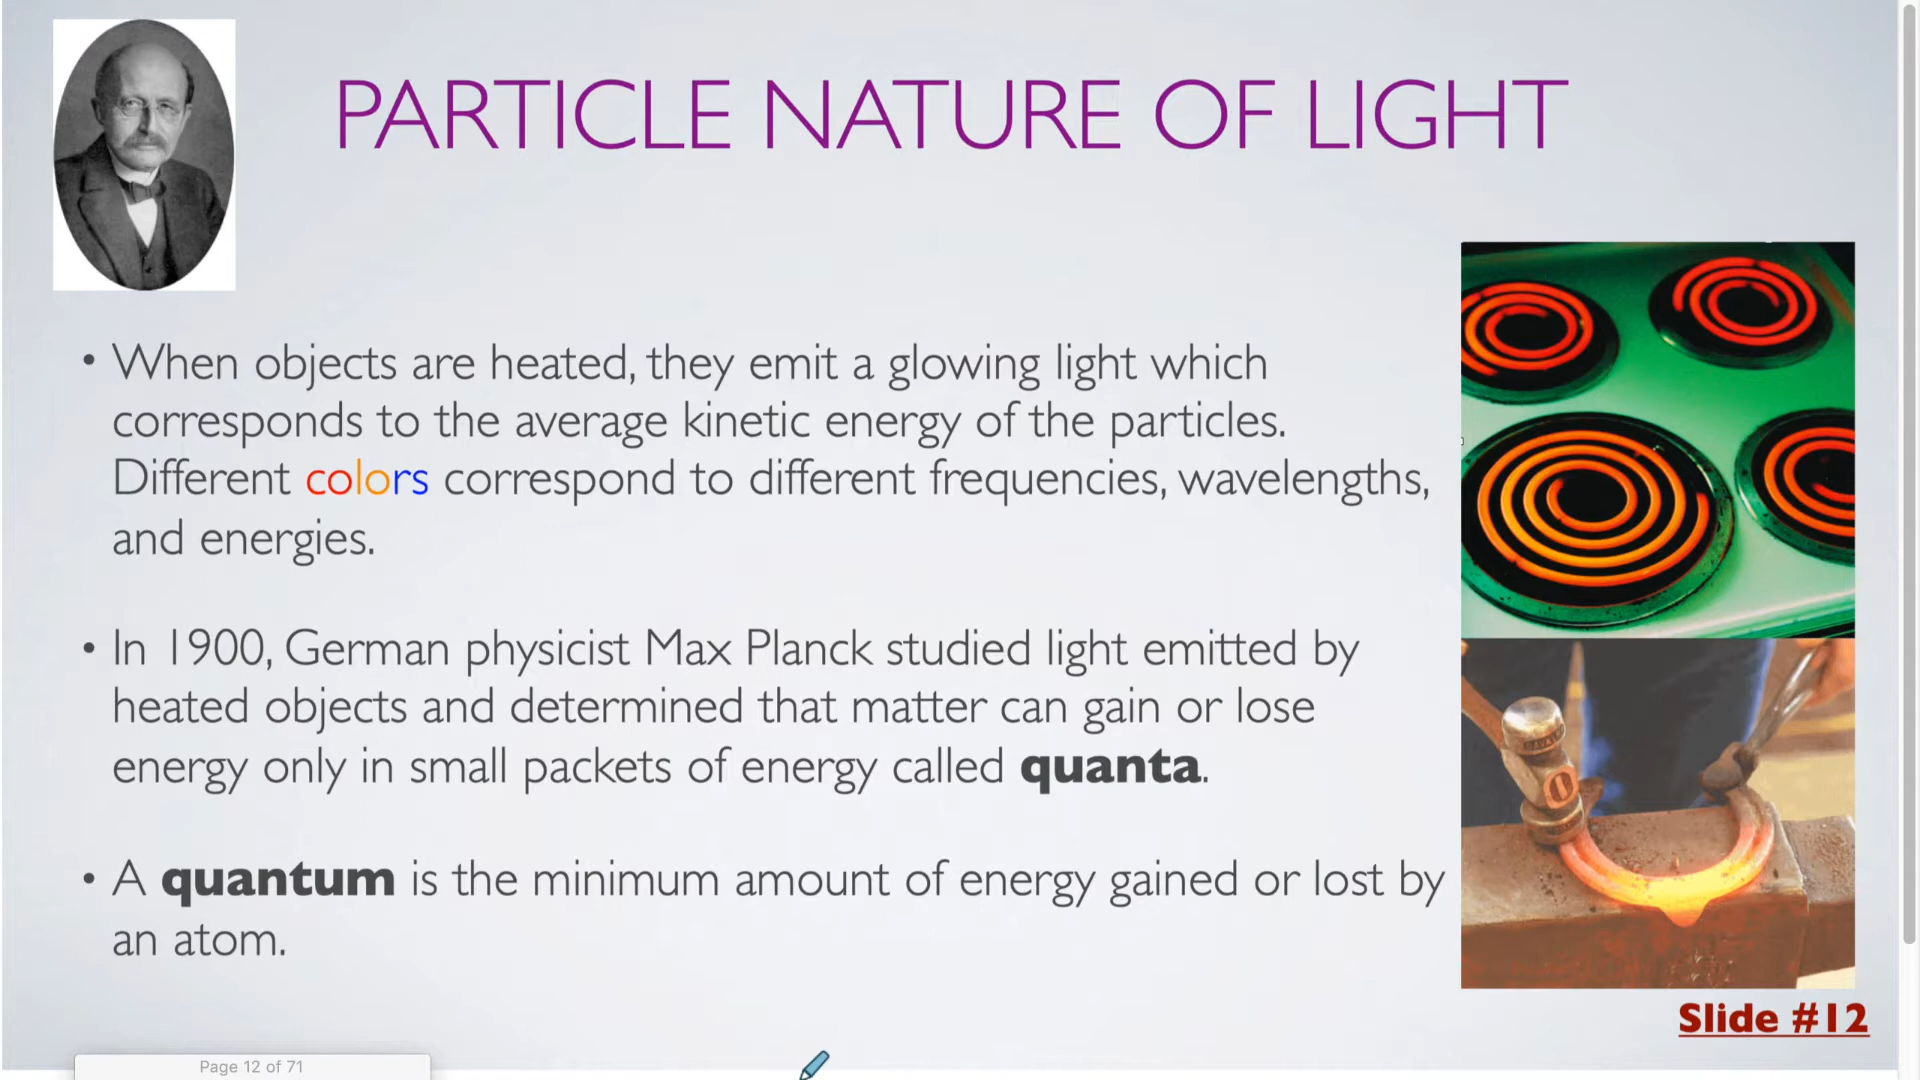 PARTICLE NATURE OF LIGHT
• When objects are heated, they emit a glowing light which
corresponds to the average kinetic energy of the particles.
Different colors correspond to different frequencies, wavelengths,
and energies.
• In 1900, German physicist Max Planck studied light emitted by
heated objects and determined that matter can gain or lose
energy only in small packets of energy called quanta.
• A quantum is the minimum amount of energy gained or lost by
an atom.
Slide #12
Page 12 of 71